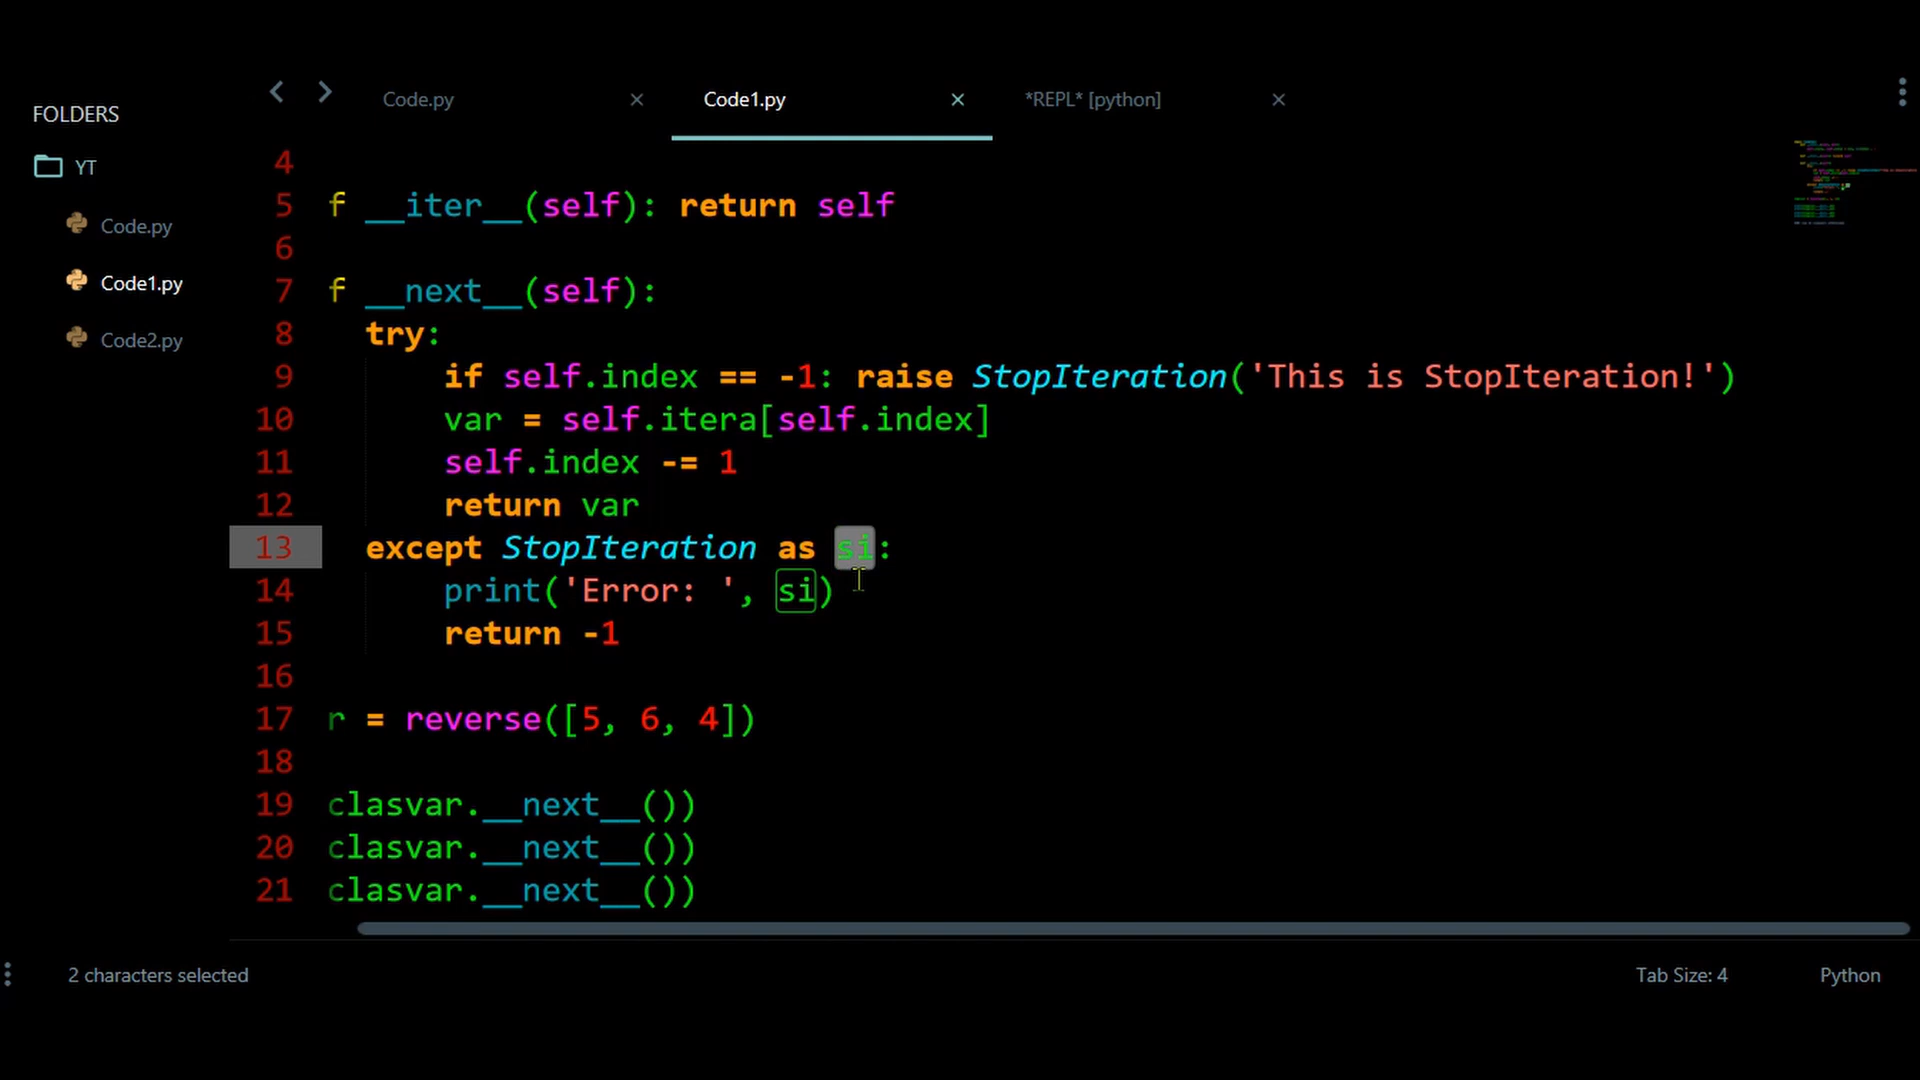 FOLDERS
YT
Code.py
Code1.py
Code2.py
Code.py
Code1.py
*REPL* [python]
4
5 f __iter__(self): return self
6
7 f __next__(self):
8 try:
9 if self.index == -1: raise StopIteration('This is StopIteration!')
10 var = self.itera[self.index]
11 self.index -= 1
12 return var
13 except StopIteration as si:
14 print('Error: ', si)
15 return -1
16
17 r = reverse([5, 6, 4])
18
19 clasvar.__next__())
20 clasvar.__next__())
21 clasvar.__next__())
2 characters selected
Tab Size: 4
Python